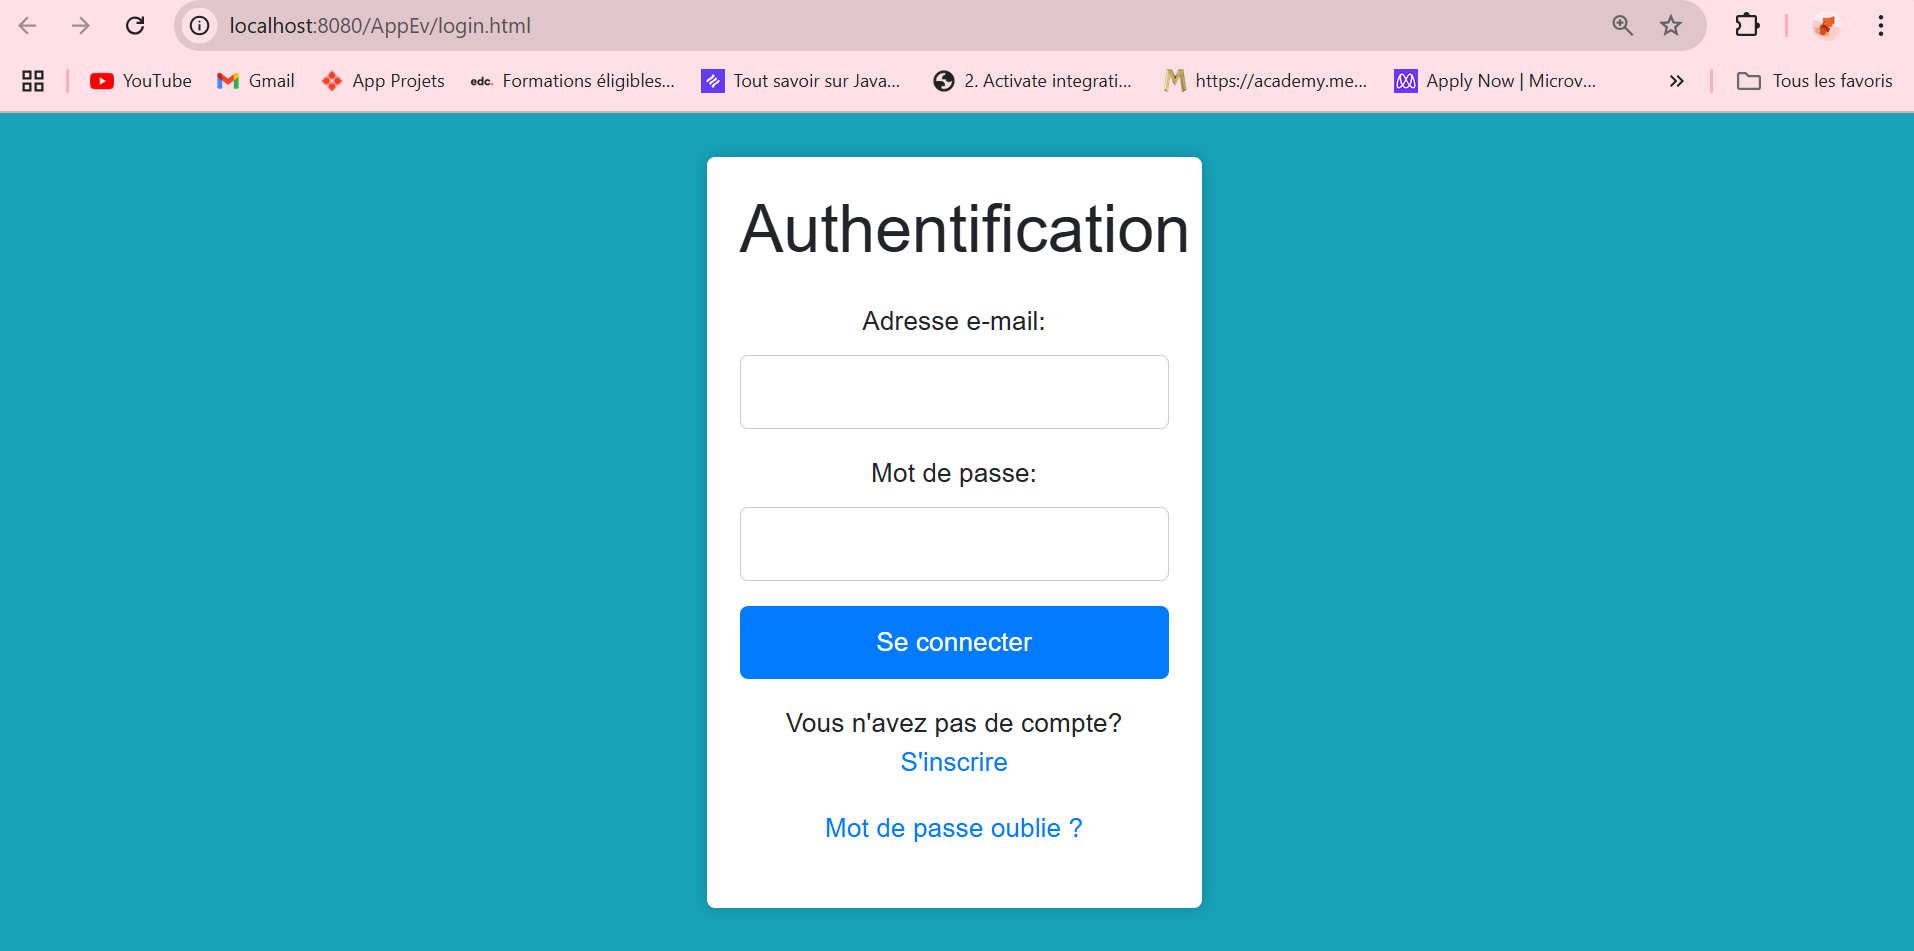 localhost:8080/AppEv/login.html
YouTube Gmail App Projets edc. Formations éligibles... Tout savoir sur Java... 2. Activate integrati... https://academy.me... Apply Now | Microv... » Tous les favoris
Authentification
Adresse e-mail:
Mot de passe:
Se connecter
Vous n'avez pas de compte?
S'inscrire
Mot de passe oublie ?